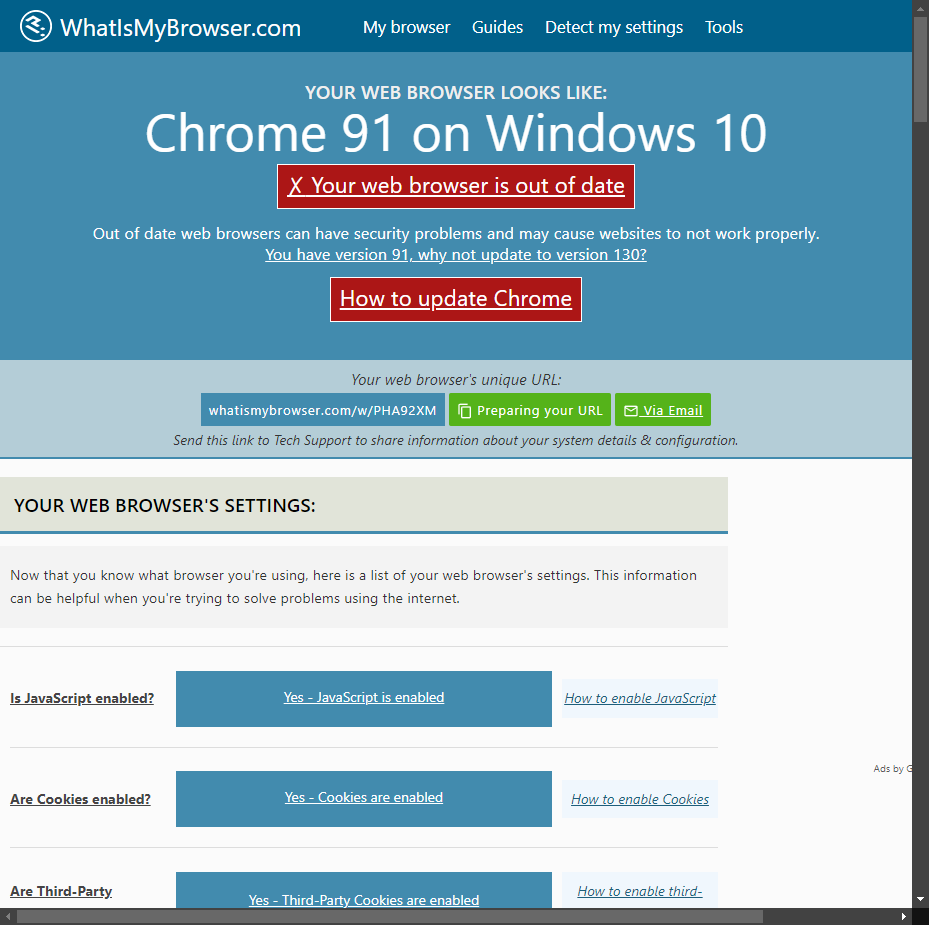 WhatIsMyBrowser.com
My browser Guides Detect my settings Tools
YOUR WEB BROWSER LOOKS LIKE:
Chrome 91 on Windows 10
✗ Your web browser is out of date
Out of date web browsers can have security problems and may cause websites to not work properly.
You have version 91, why not update to version 130?
How to update Chrome
Your web browser's unique URL:
whatismybrowser.com/w/PHA92XM Preparing your URL Via Email
Send this link to Tech Support to share information about your system details & configuration.
YOUR WEB BROWSER'S SETTINGS:
Now that you know what browser you're using, here is a list of your web browser's settings. This information
can be helpful when you're trying to solve problems using the internet.
Is JavaScript enabled? Yes - JavaScript is enabled How to enable JavaScript
Ads by G
Are Cookies enabled? Yes - Cookies are enabled How to enable Cookies
Are Third-Party Yes - Third-Party Cookies are enabled How to enable third-